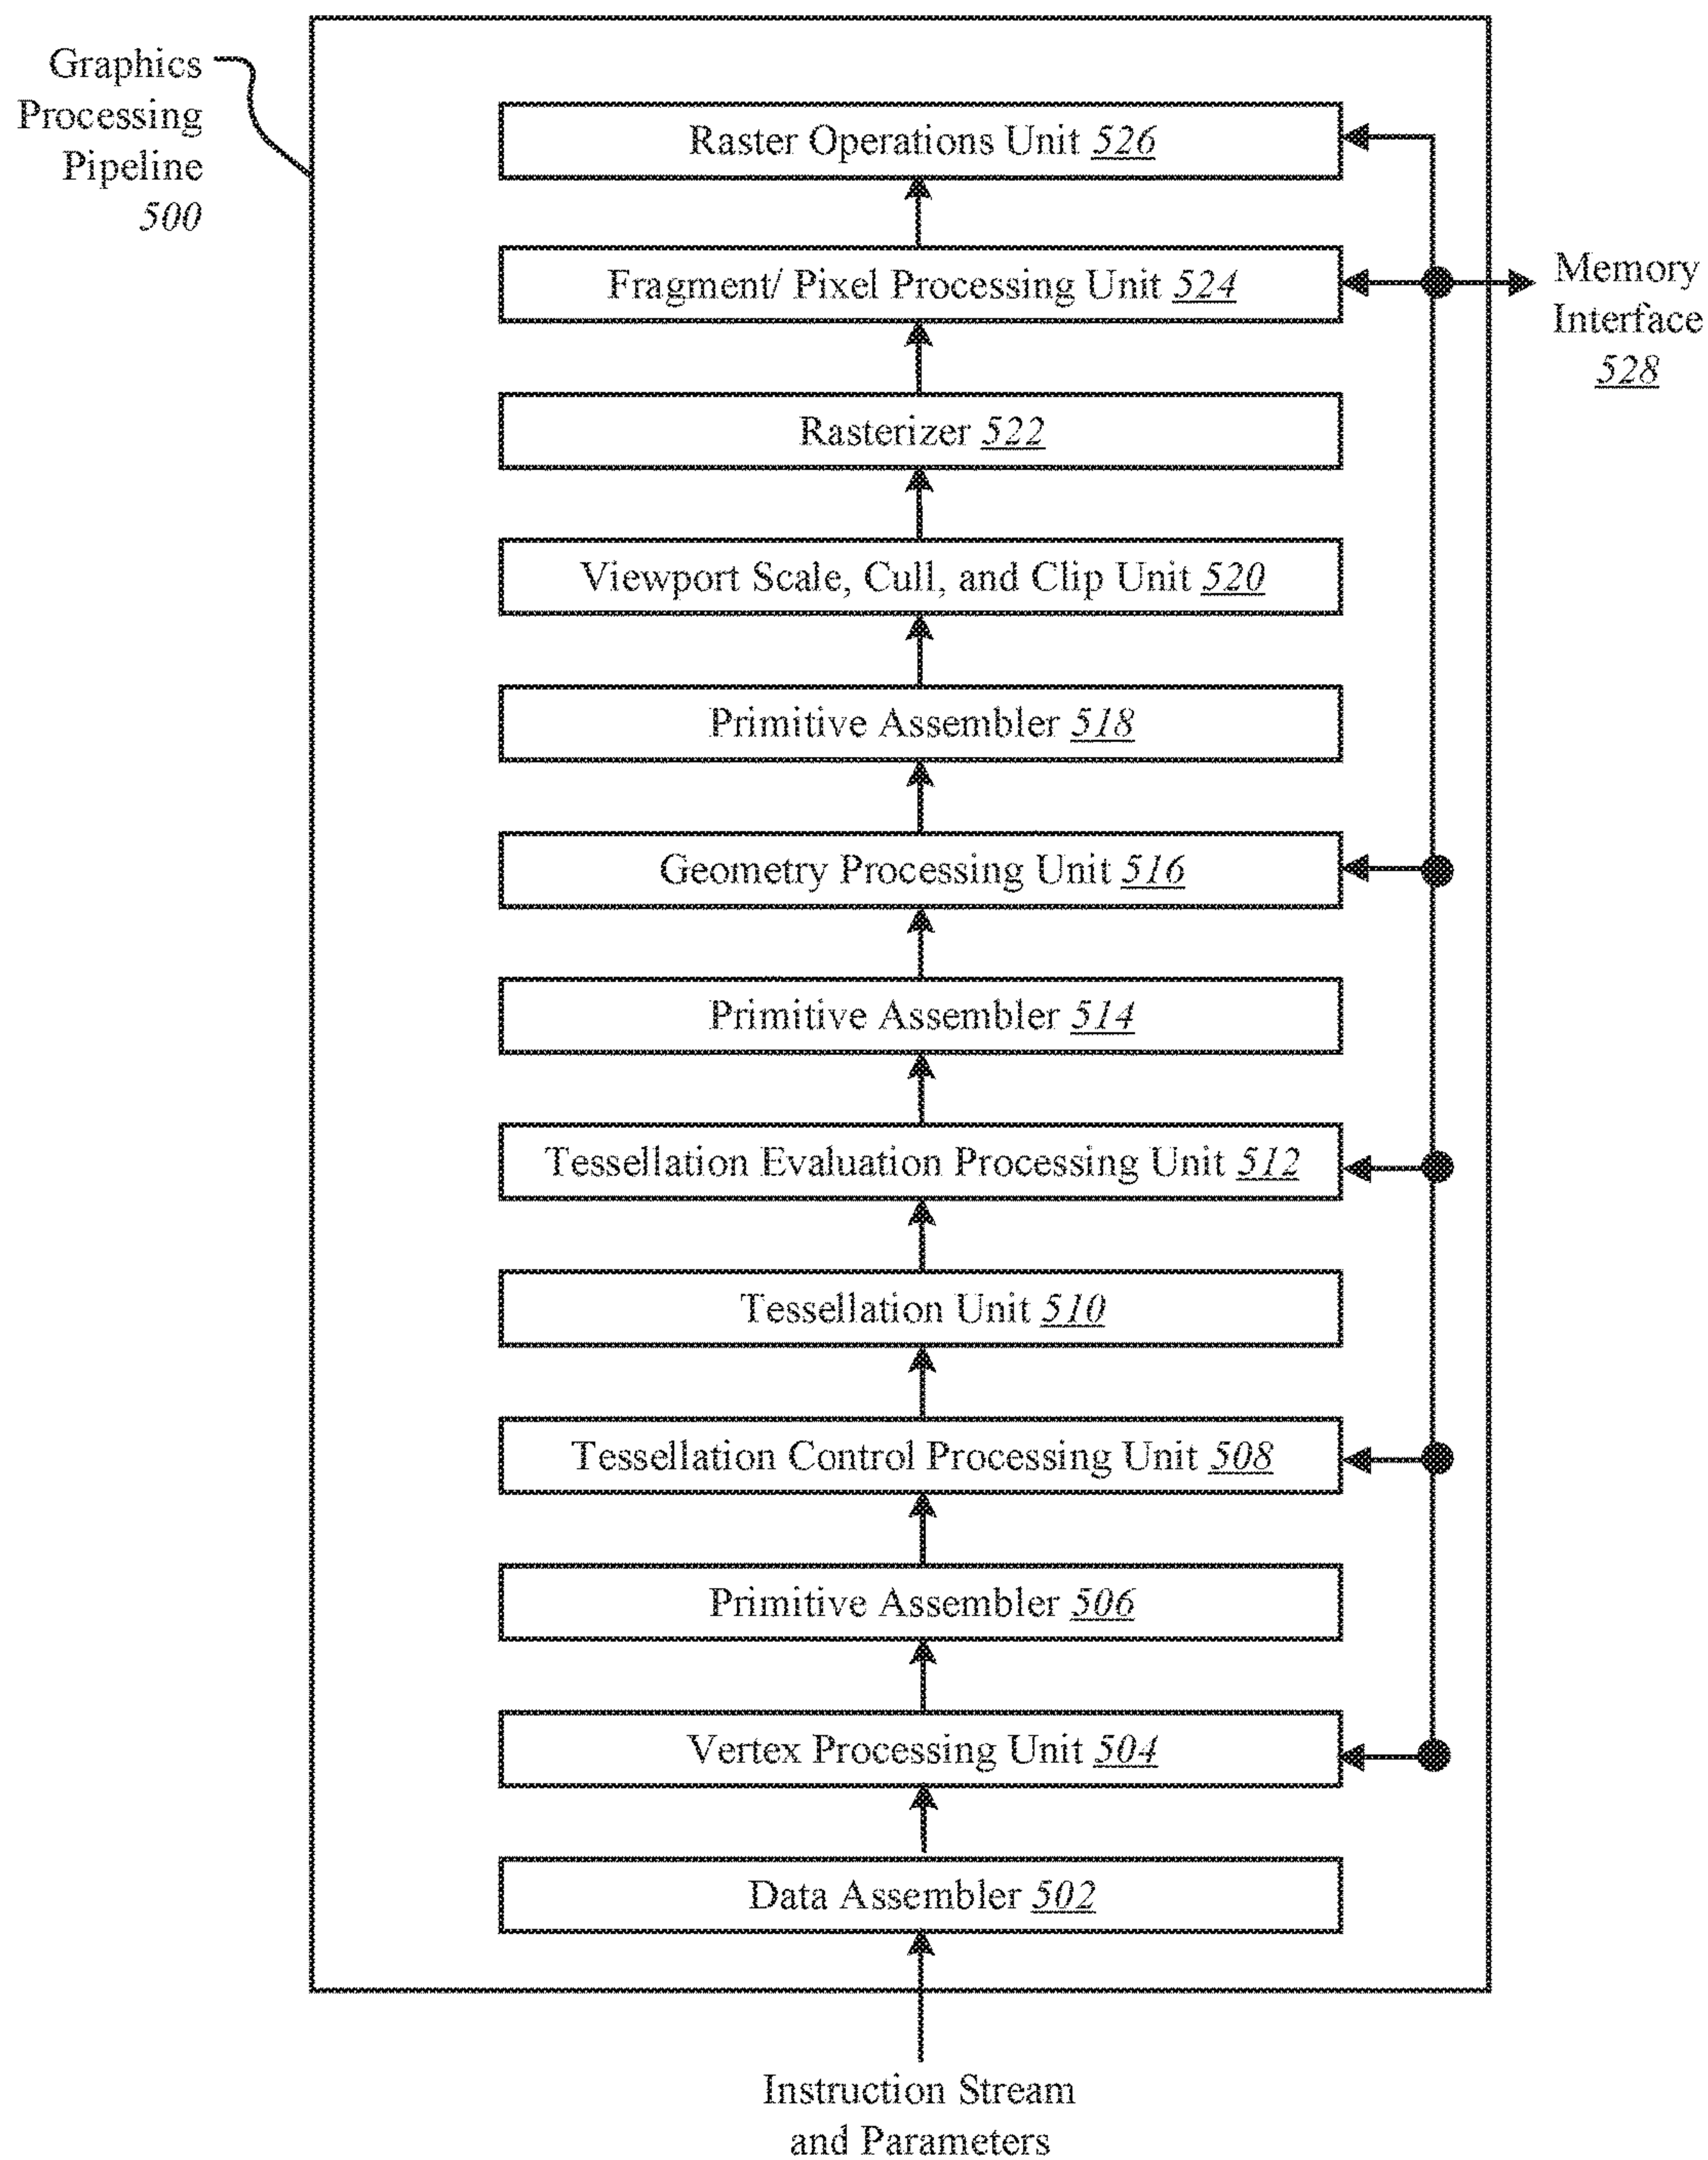 Graphics
Processing
Pipeline
500
Raster Operations Unit 526
Fragment/ Pixel Processing Unit 524
Memory
Interface
528
Rasterizer 522
Viewport Scale, Cull, and Clip Unit 520
Primitive Assembler 518
Geometry Processing Unit 516
Primitive Assembler 514
Tessellation Evaluation Processing Unit 512
Tessellation Unit 510
Tessellation Control Processing Unit 508
Primitive Assembler 506
Vertex Processing Unit 504
Data Assembler 502
Instruction Stream
and Parameters